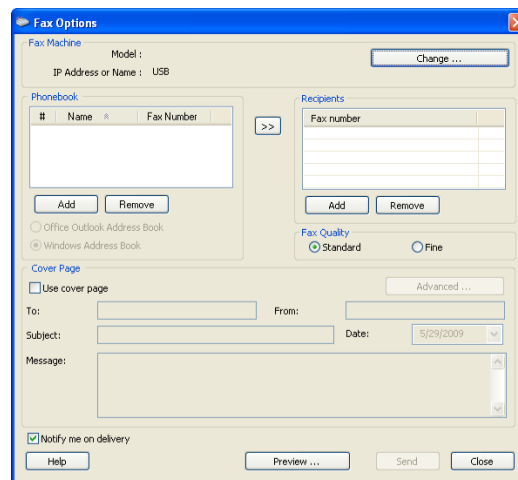 Fax Options
Fax Machine
Model :
Change ...
IP Address or Name : USB
Phonebook
Recipients
# Name Fax Number
>>
Fax number
Add Remove
Add Remove
Office Outlook Address Book
Windows Address Book
Fax Quality
Standard Fine
Cover Page
Use cover page
Advanced ...
To: From:
Subject: Date: 5/29/2009
Message:
Notify me on delivery
Help Preview ... Send Close